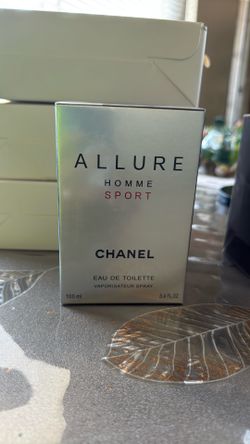 ALLURE
HOMME
SPORT
CHANEL
EAU DE TOILETTE
VAPORISATEUR SPRAY
100 ml 3.4 FL.OZ